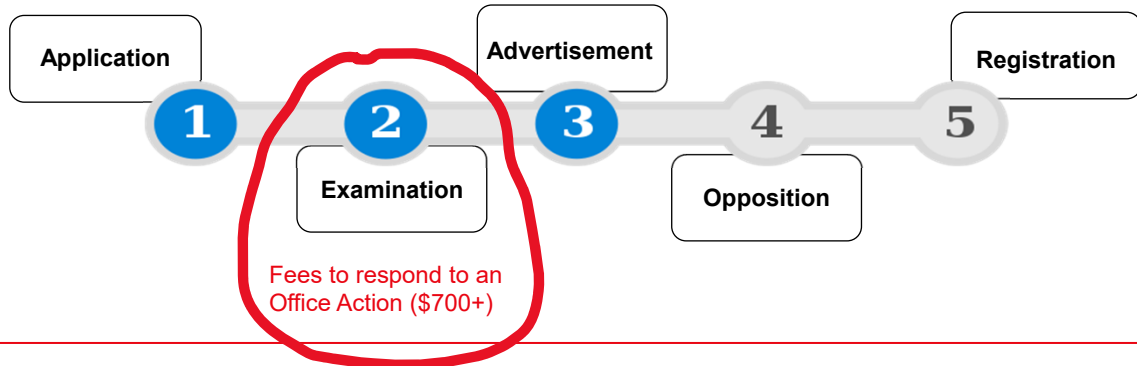 Application
Advertisement
Registration
1
2
3
4
5
Examination
Opposition
Fees to respond to an
Office Action ($700+)